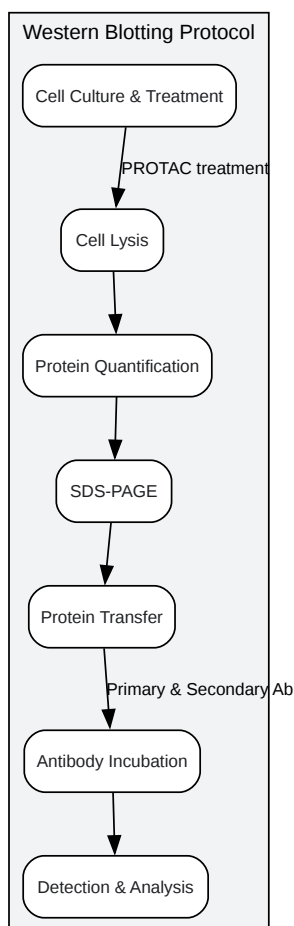 Western Blotting Protocol
Cell Culture & Treatment
PROTAC treatment
Cell Lysis
Protein Quantification
SDS-PAGE
Protein Transfer
Primary & Secondary Ab
Antibody Incubation
Detection & Analysis